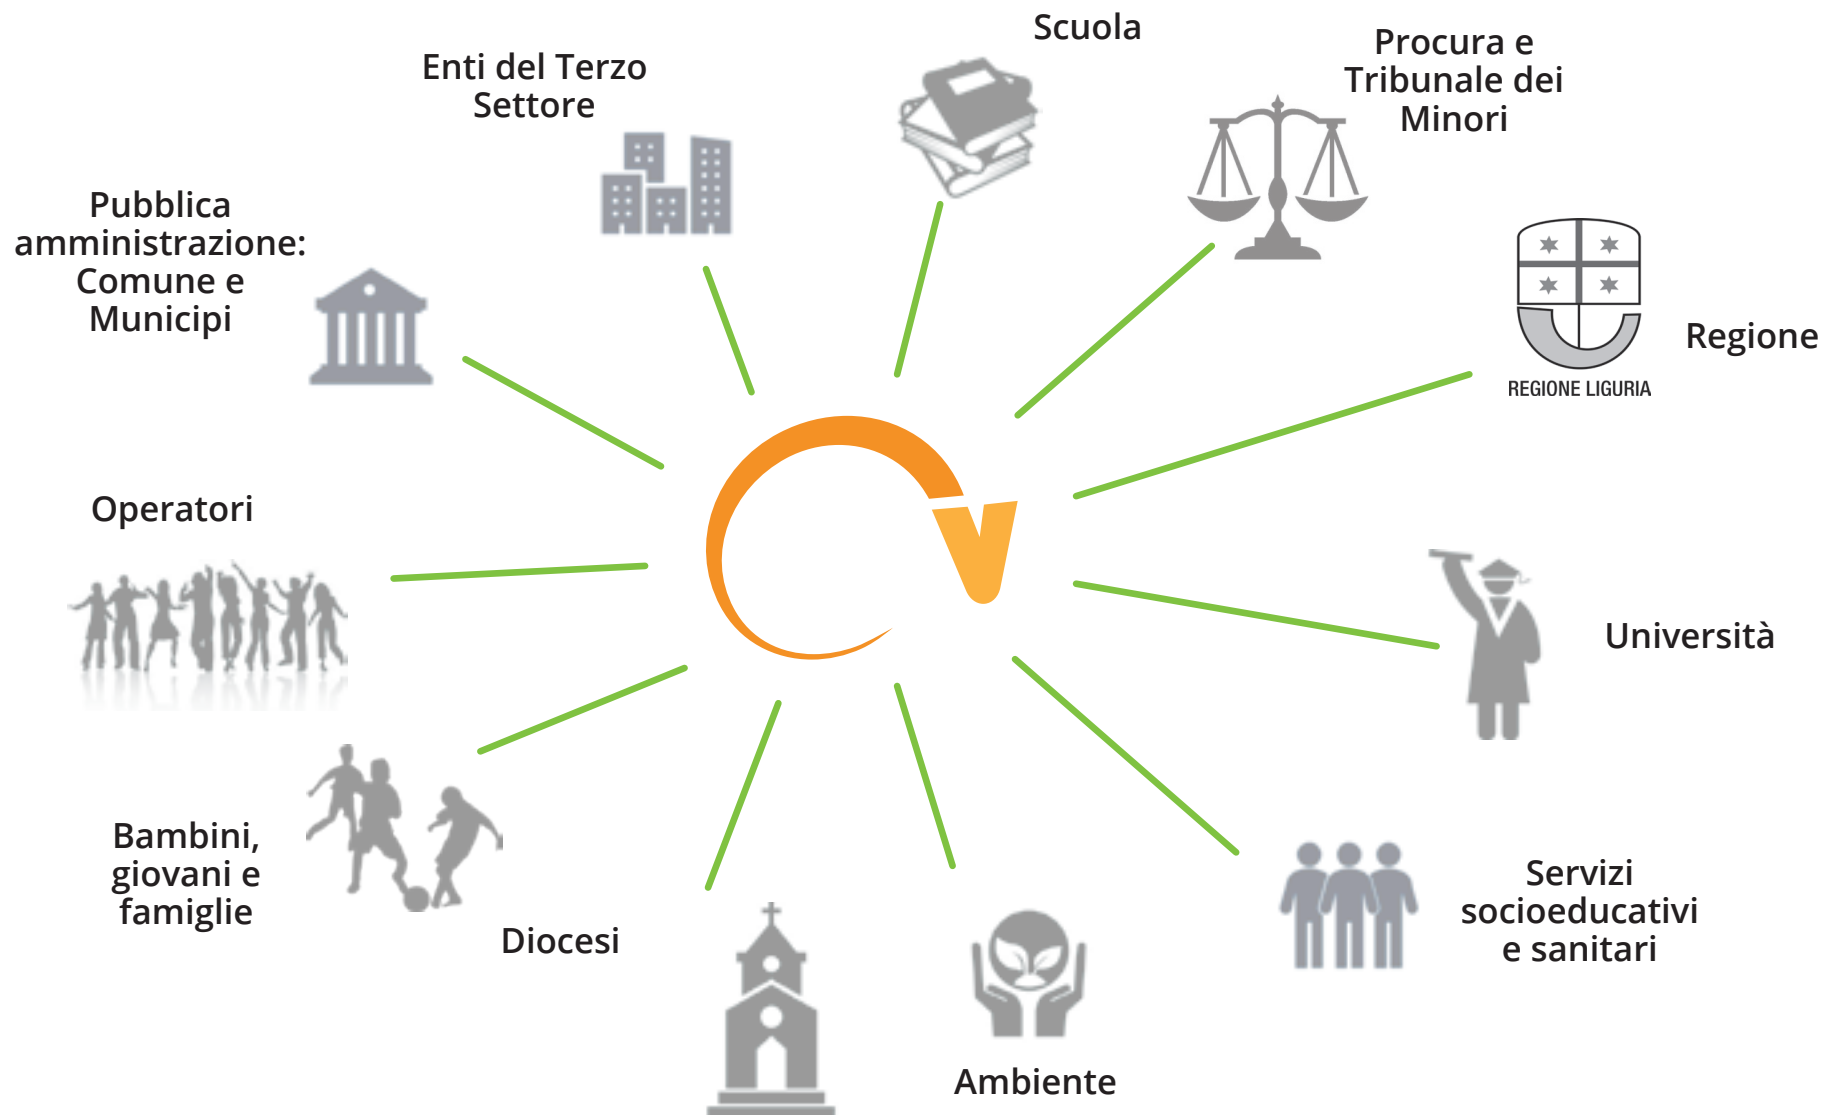 Scuola
Procura e
Tribunale dei
Minori
Enti del Terzo
Settore
Pubblica
amministrazione:
Comune e
Municipi
Regione
REGIONE LIGURIA
Operatori
Università
Bambini,
giovani e
famiglie
Servizi
socioeducativi
e sanitari
Diocesi
Ambiente